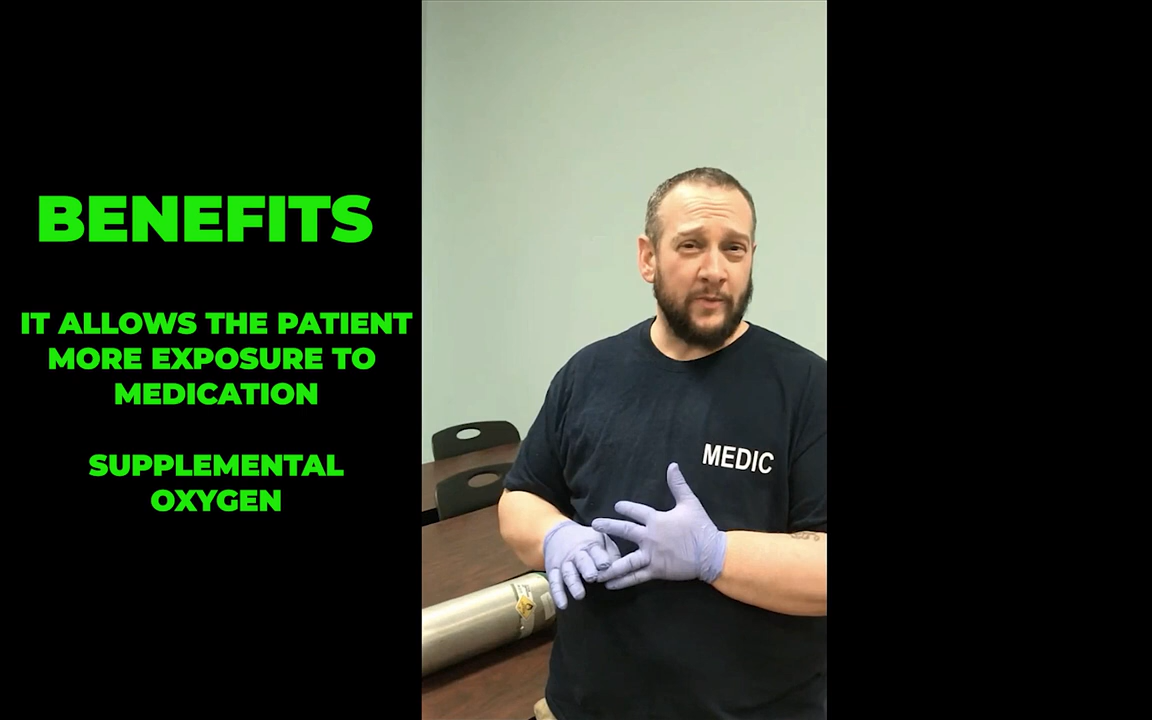 BENEFITS
IT ALLOWS THE PATIENT
MORE EXPOSURE TO
MEDICATION
SUPPLEMENTAL
OXYGEN
MEDIC